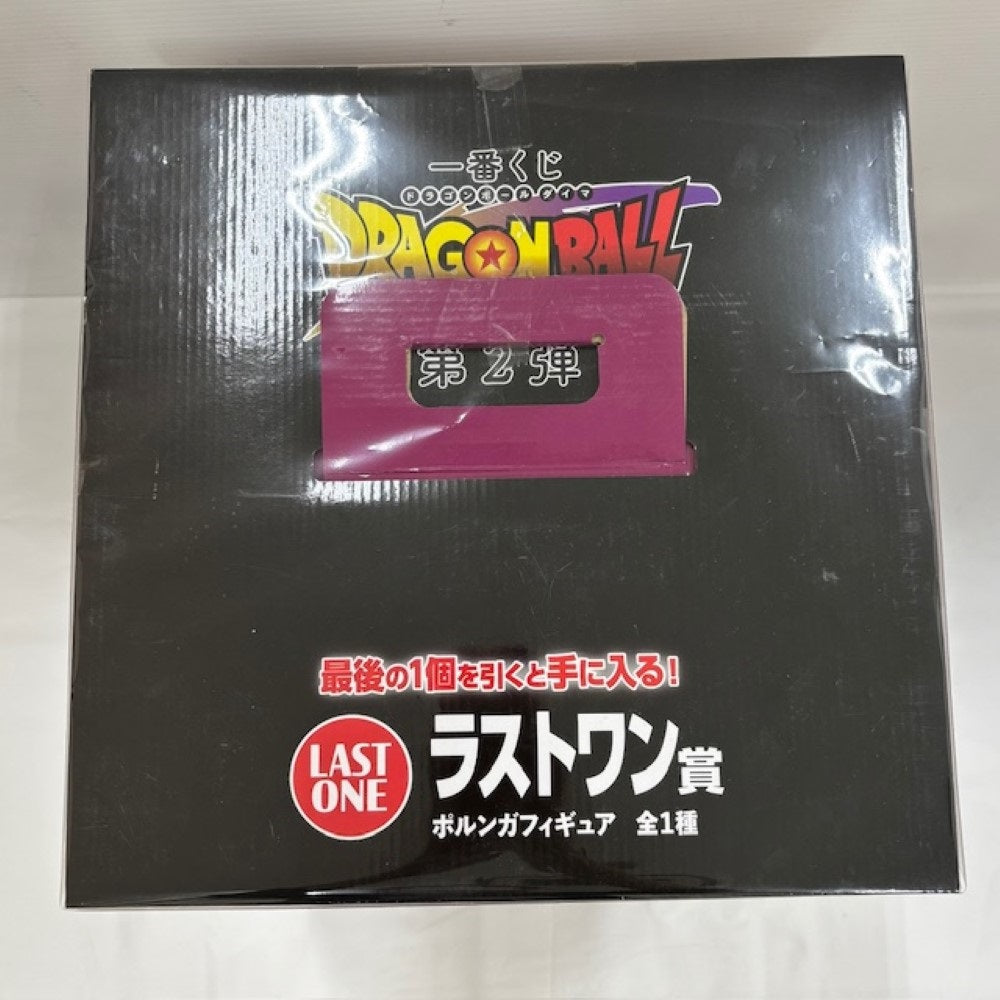 一番くじ
ドラゴンボールダイマ
DRAGON BALL
第2弾
最後の1個を引くと手に入る!
LAST
ONE
ラストワン賞
ポルンガフィギュア 全1種